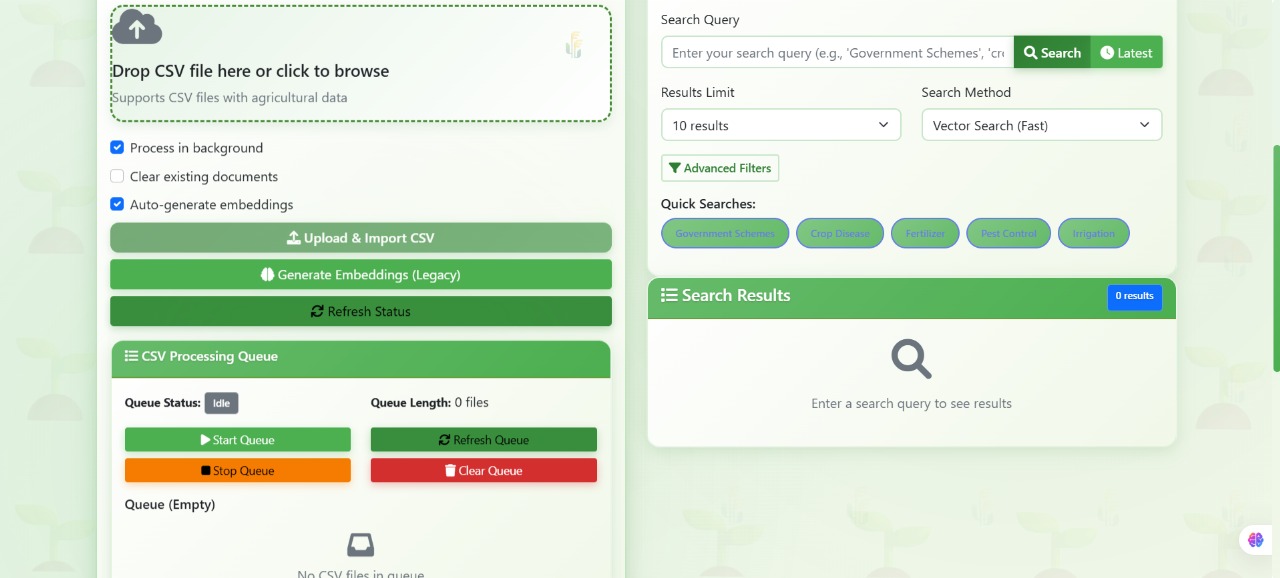 Drop CSV file here or click to browse
Supports CSV files with agricultural data
Process in background
Clear existing documents
Auto-generate embeddings
Upload & Import CSV
Generate Embeddings (Legacy)
Refresh Status
CSV Processing Queue
Queue Status: Idle
Queue Length: 0 files
Start Queue
Refresh Queue
Stop Queue
Clear Queue
Queue (Empty)
No CSV files in queue
Search Query
Enter your search query (e.g., 'Government Schemes', 'cr
Search
Latest
Results Limit
Search Method
10 results
Vector Search (Fast)
Advanced Filters
Quick Searches:
Government Schemes
Crop Disease
Fertilizer
Pest Control
Irrigation
Search Results
0 results
Enter a search query to see results